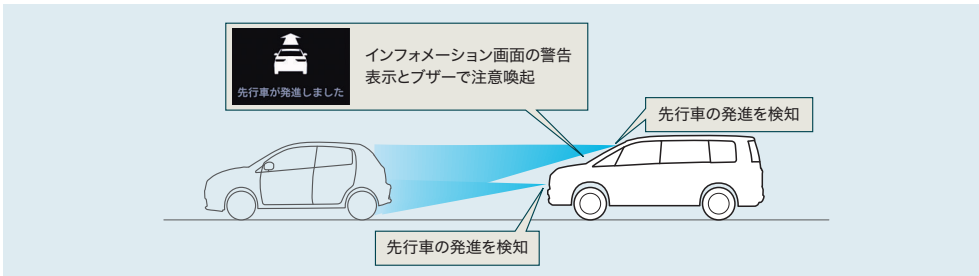 先行車が発進しました
インフォメーション画面の警告
表示とブザーで注意喚起
先行車の発進を検知
先行車の発進を検知